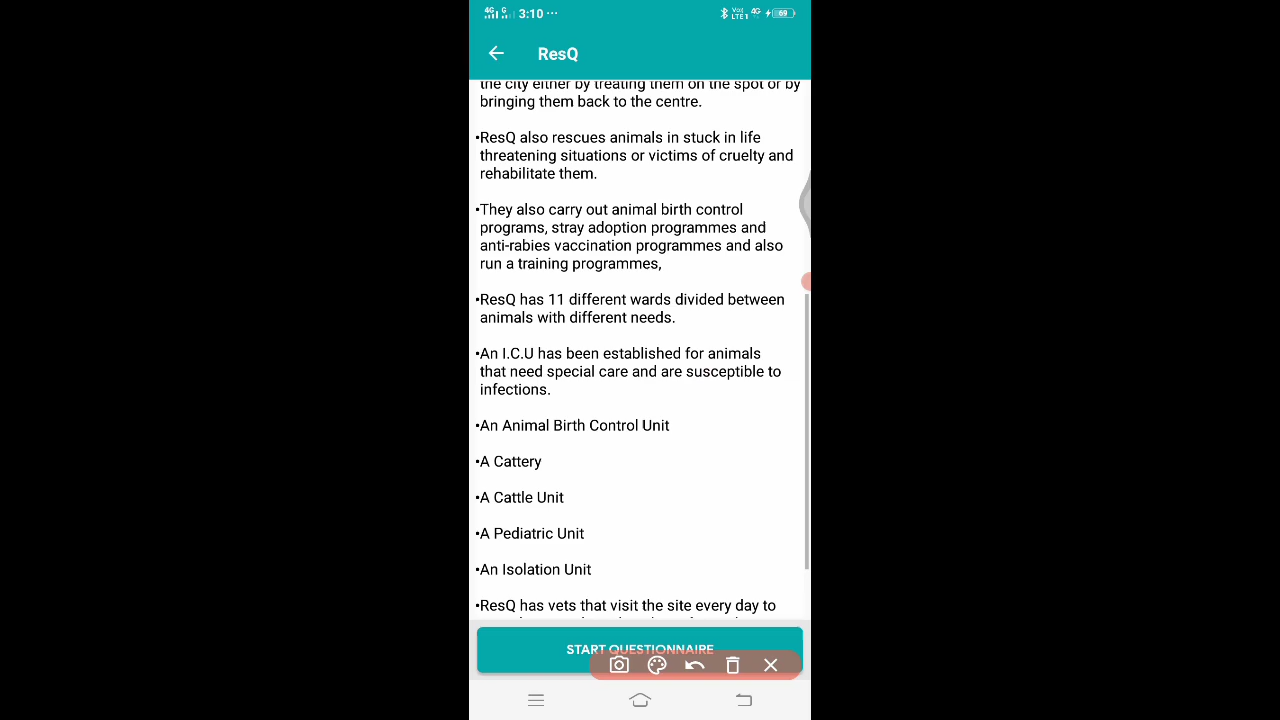 4G G 3:10 ··· Vo) LTE1 4G 69
ResQ
the city either by treating them on the spot or by
bringing them back to the centre.
•ResQ also rescues animals in stuck in life
threatening situations or victims of cruelty and
rehabilitate them.
•They also carry out animal birth control
programs, stray adoption programmes and
anti-rabies vaccination programmes and also
run a training programmes,
•ResQ has 11 different wards divided between
animals with different needs.
•An I.C.U has been established for animals
that need special care and are susceptible to
infections.
•An Animal Birth Control Unit
•A Cattery
•A Cattle Unit
•A Pediatric Unit
•An Isolation Unit
•ResQ has vets that visit the site every day to
START QUESTIONNAIRE